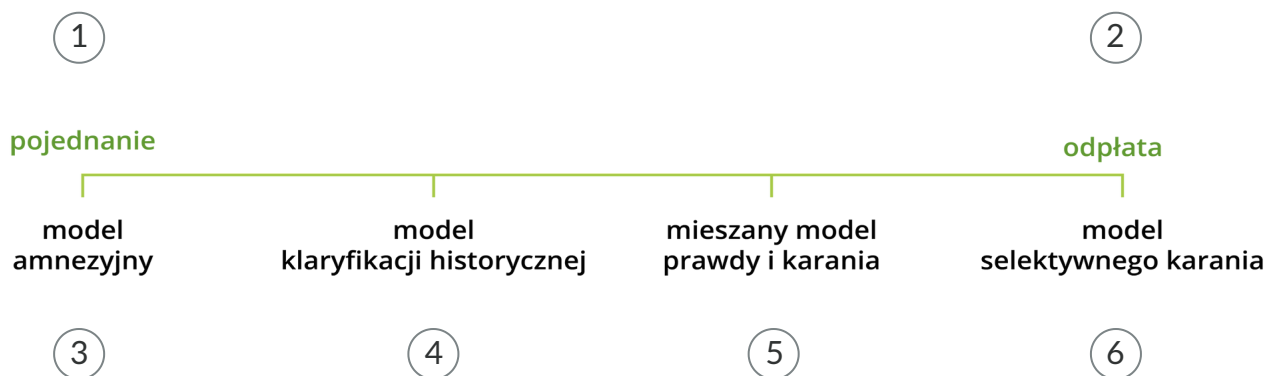 1
2
pojednanie
odpłata
model
amnezyjny
model
klaryfikacji historycznej
mieszany model
prawdy i karania
model
selektywnego karania
3
4
5
6